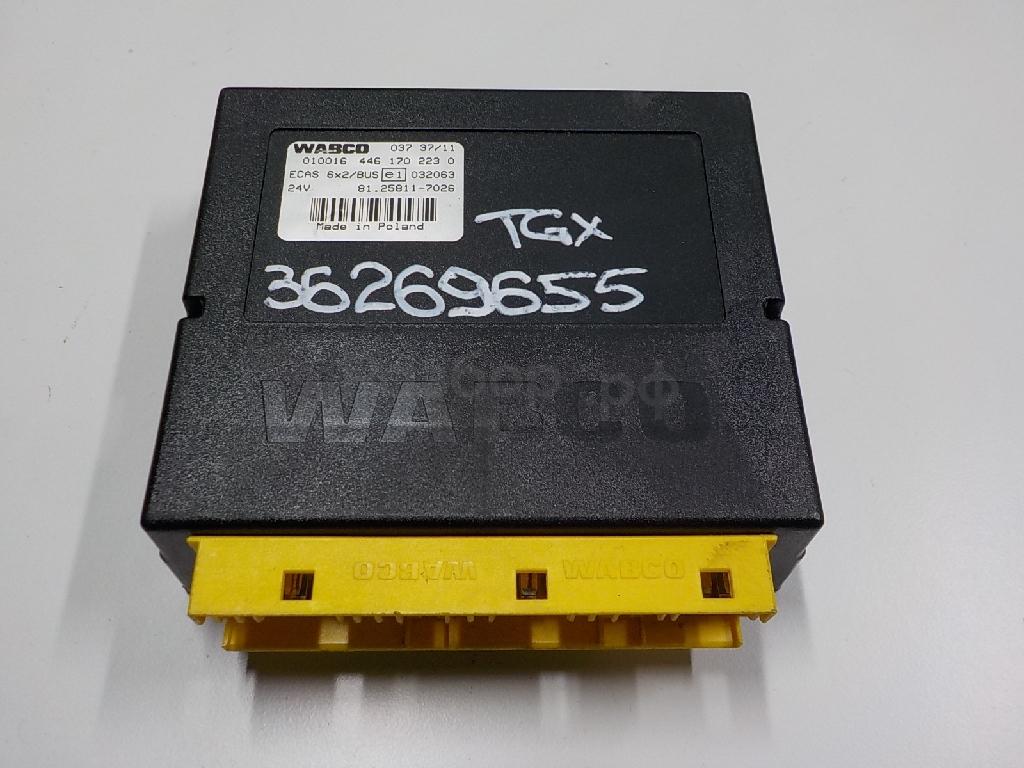 WABCO 037 37/11
010016 446 170 223 0
ECAS 6x2/BUS e1 032063
24V 81.25811-7026
Made in Poland
TGX
36269655
WABCO
WABCO WABCO